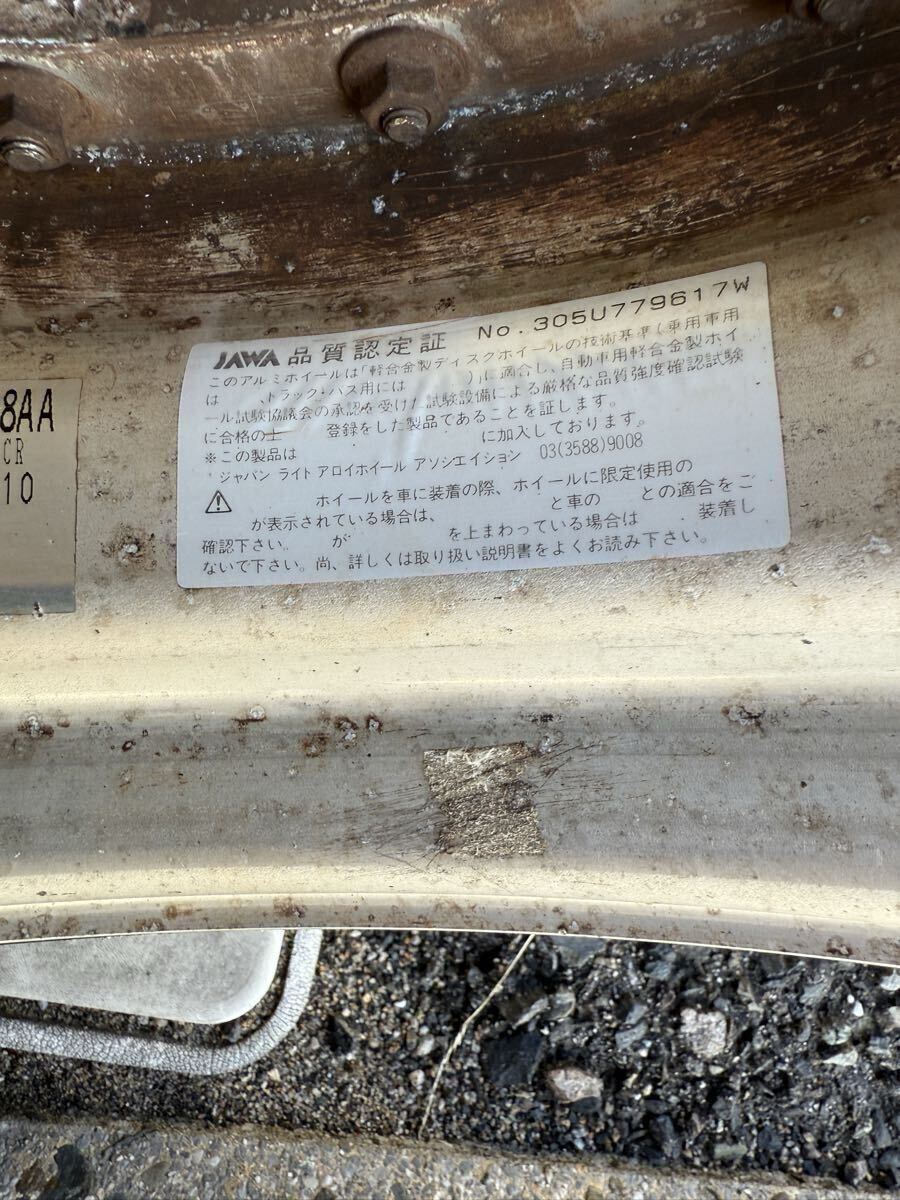 8AA
CR
10
JAWA 品質認定証 No.305U779617W
このアルミホイールは「軽合金製ディスクホイールの技術基準(乗用車用
は 、トラック・バス用には )」に適合し、自動車用軽合金製ホイ
ール試験協議会の承認を受けた試験設備による厳格な品質強度確認試験
に合格の上 登録をした製品であることを証します。
※この製品は に加入しております。
ジャパン ライト アロイホイール アソシエイション 03(3588)9008
ホイールを車に装着の際、ホイールに限定使用の
が表示されている場合は、 と車の との適合をご
確認下さい。 が を上まわっている場合は 装着し
ないで下さい。尚、詳しくは取り扱い説明書をよくお読み下さい。